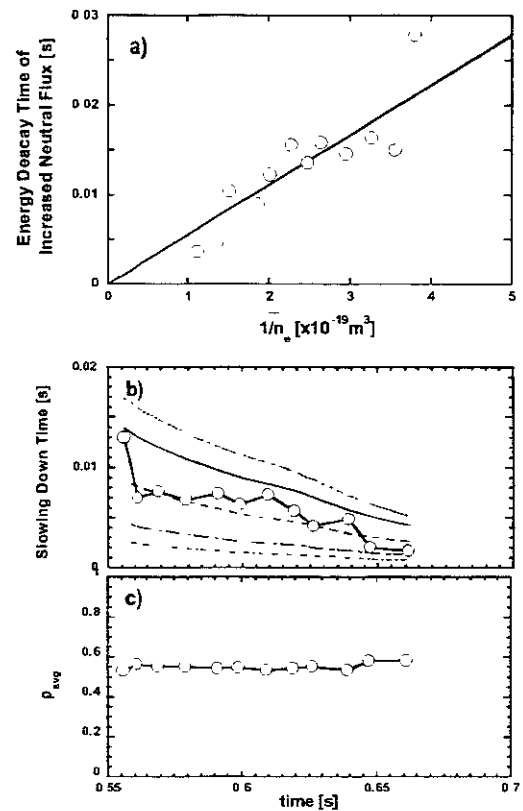 a)
Energy Deacay Time of
Increased Neutral Flux [s]
0.03
0.02
0.01
0
0 1 2 3 4 5
1/n̅ₑ [x10⁻¹⁹m³]
b)
Slowing Down Time [s]
0.02
0.01
0
c)
ρₐᵥg
0.8
0.6
0.4
0.2
0
0.55 0.6 0.65 0.7
time [s]